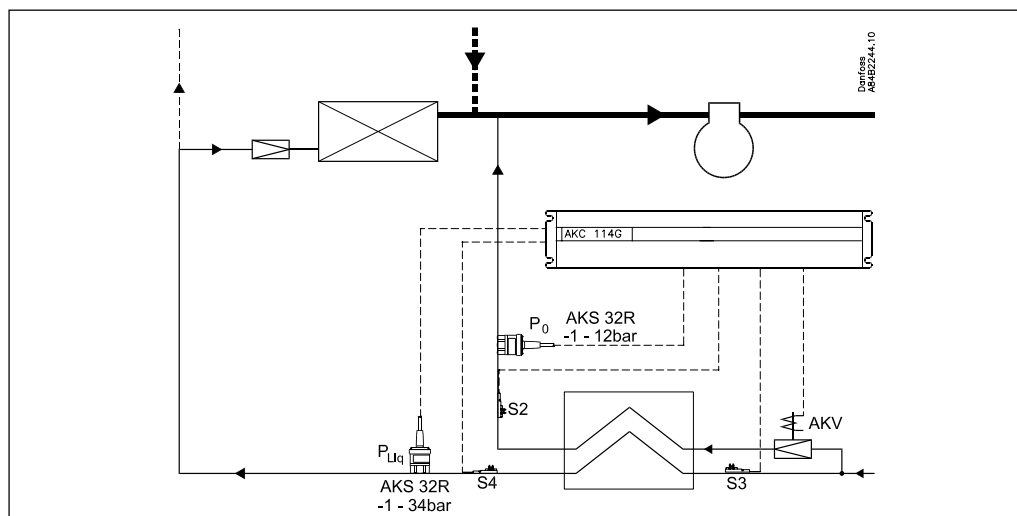 Danfoss
A84B2244.10
AKC 114G
P0
AKS 32R
-1 - 12bar
S2
AKV
PLiq
S4
S3
AKS 32R
-1 - 34bar